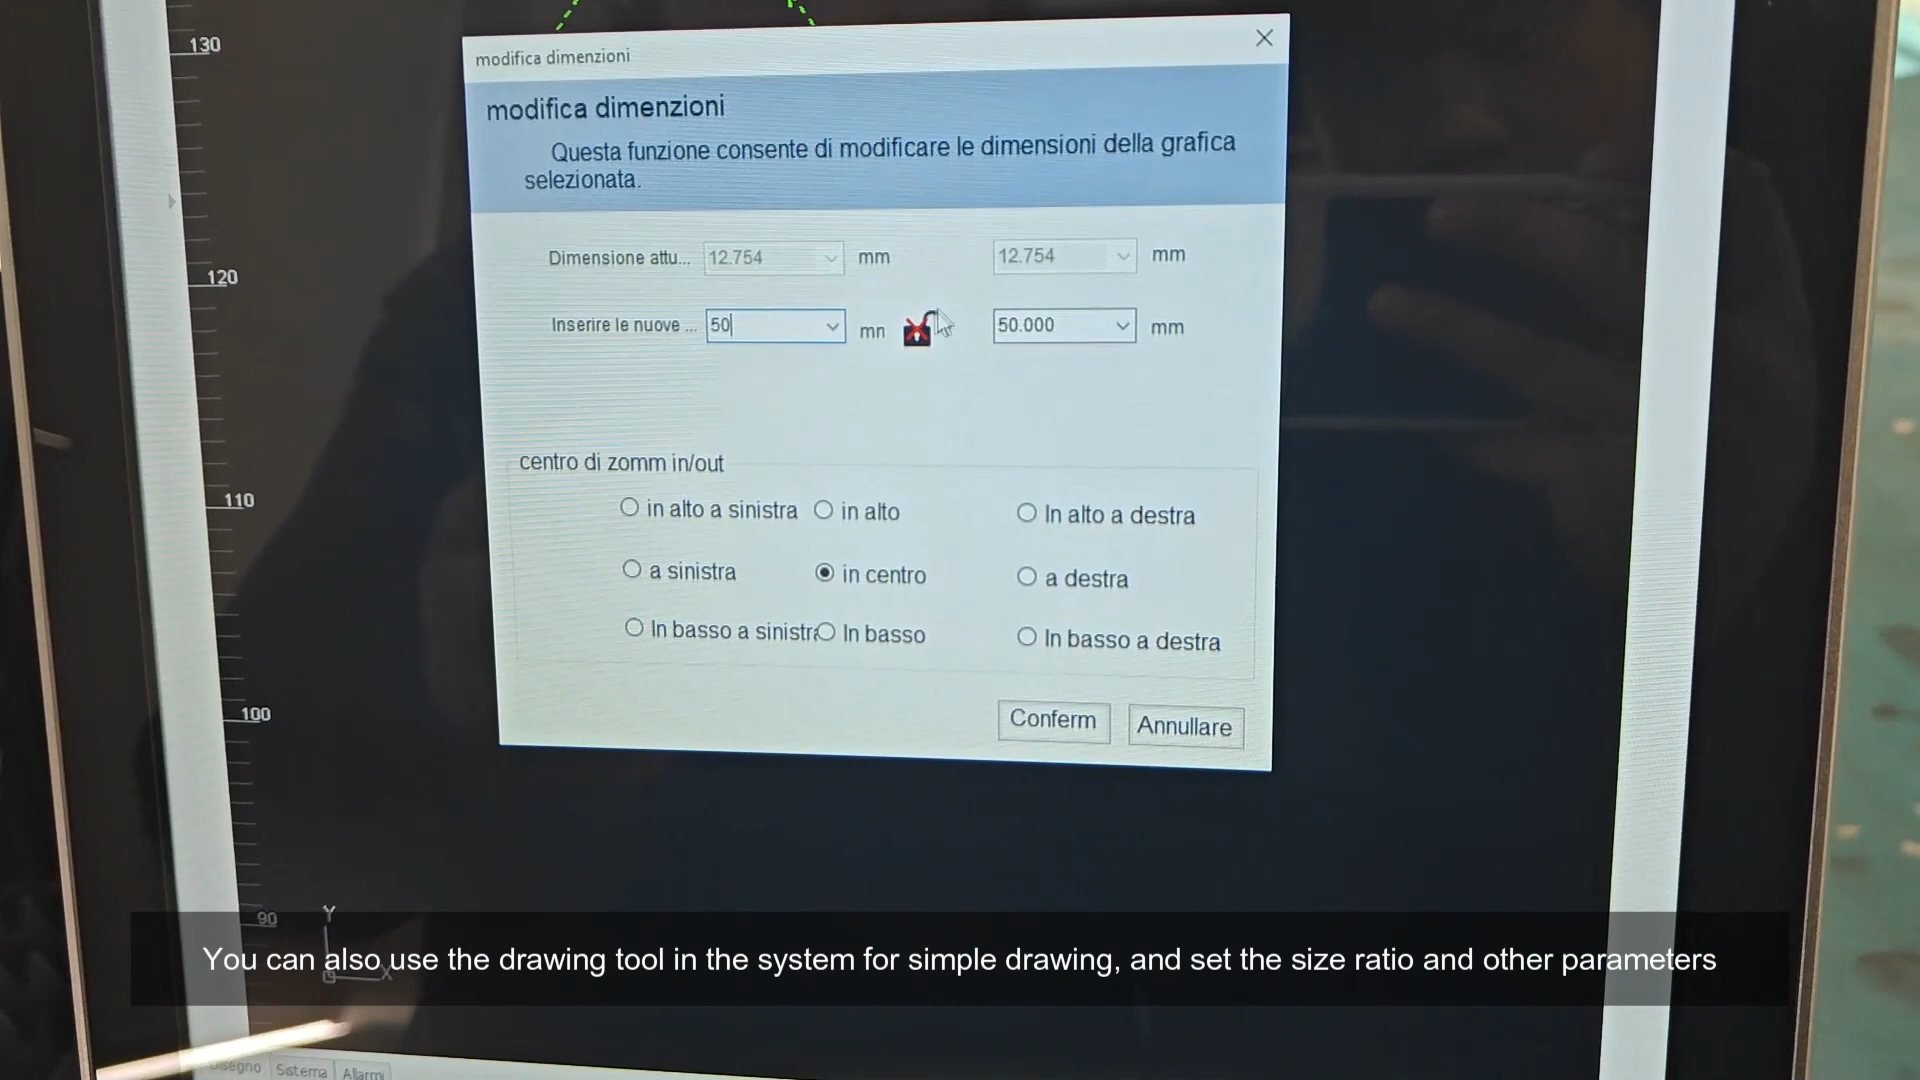 130
modifica dimenzioni
modifica dimenzioni
Questa funzione consente di modificare le dimensioni della grafica
selezionata.
Dimensione attu... 12.754 mm 12.754 mm
120
Inserire le nuove ... 50 mn 50.000 mm
centro di zomm in/out
110
in alto a sinistra in alto In alto a destra
a sinistra in centro a destra
In basso a sinistra In basso In basso a destra
100
Conferm Annullare
90 Y
X
You can also use the drawing tool in the system for simple drawing, and set the size ratio and other parameters
Disegno Sistema Allarmi